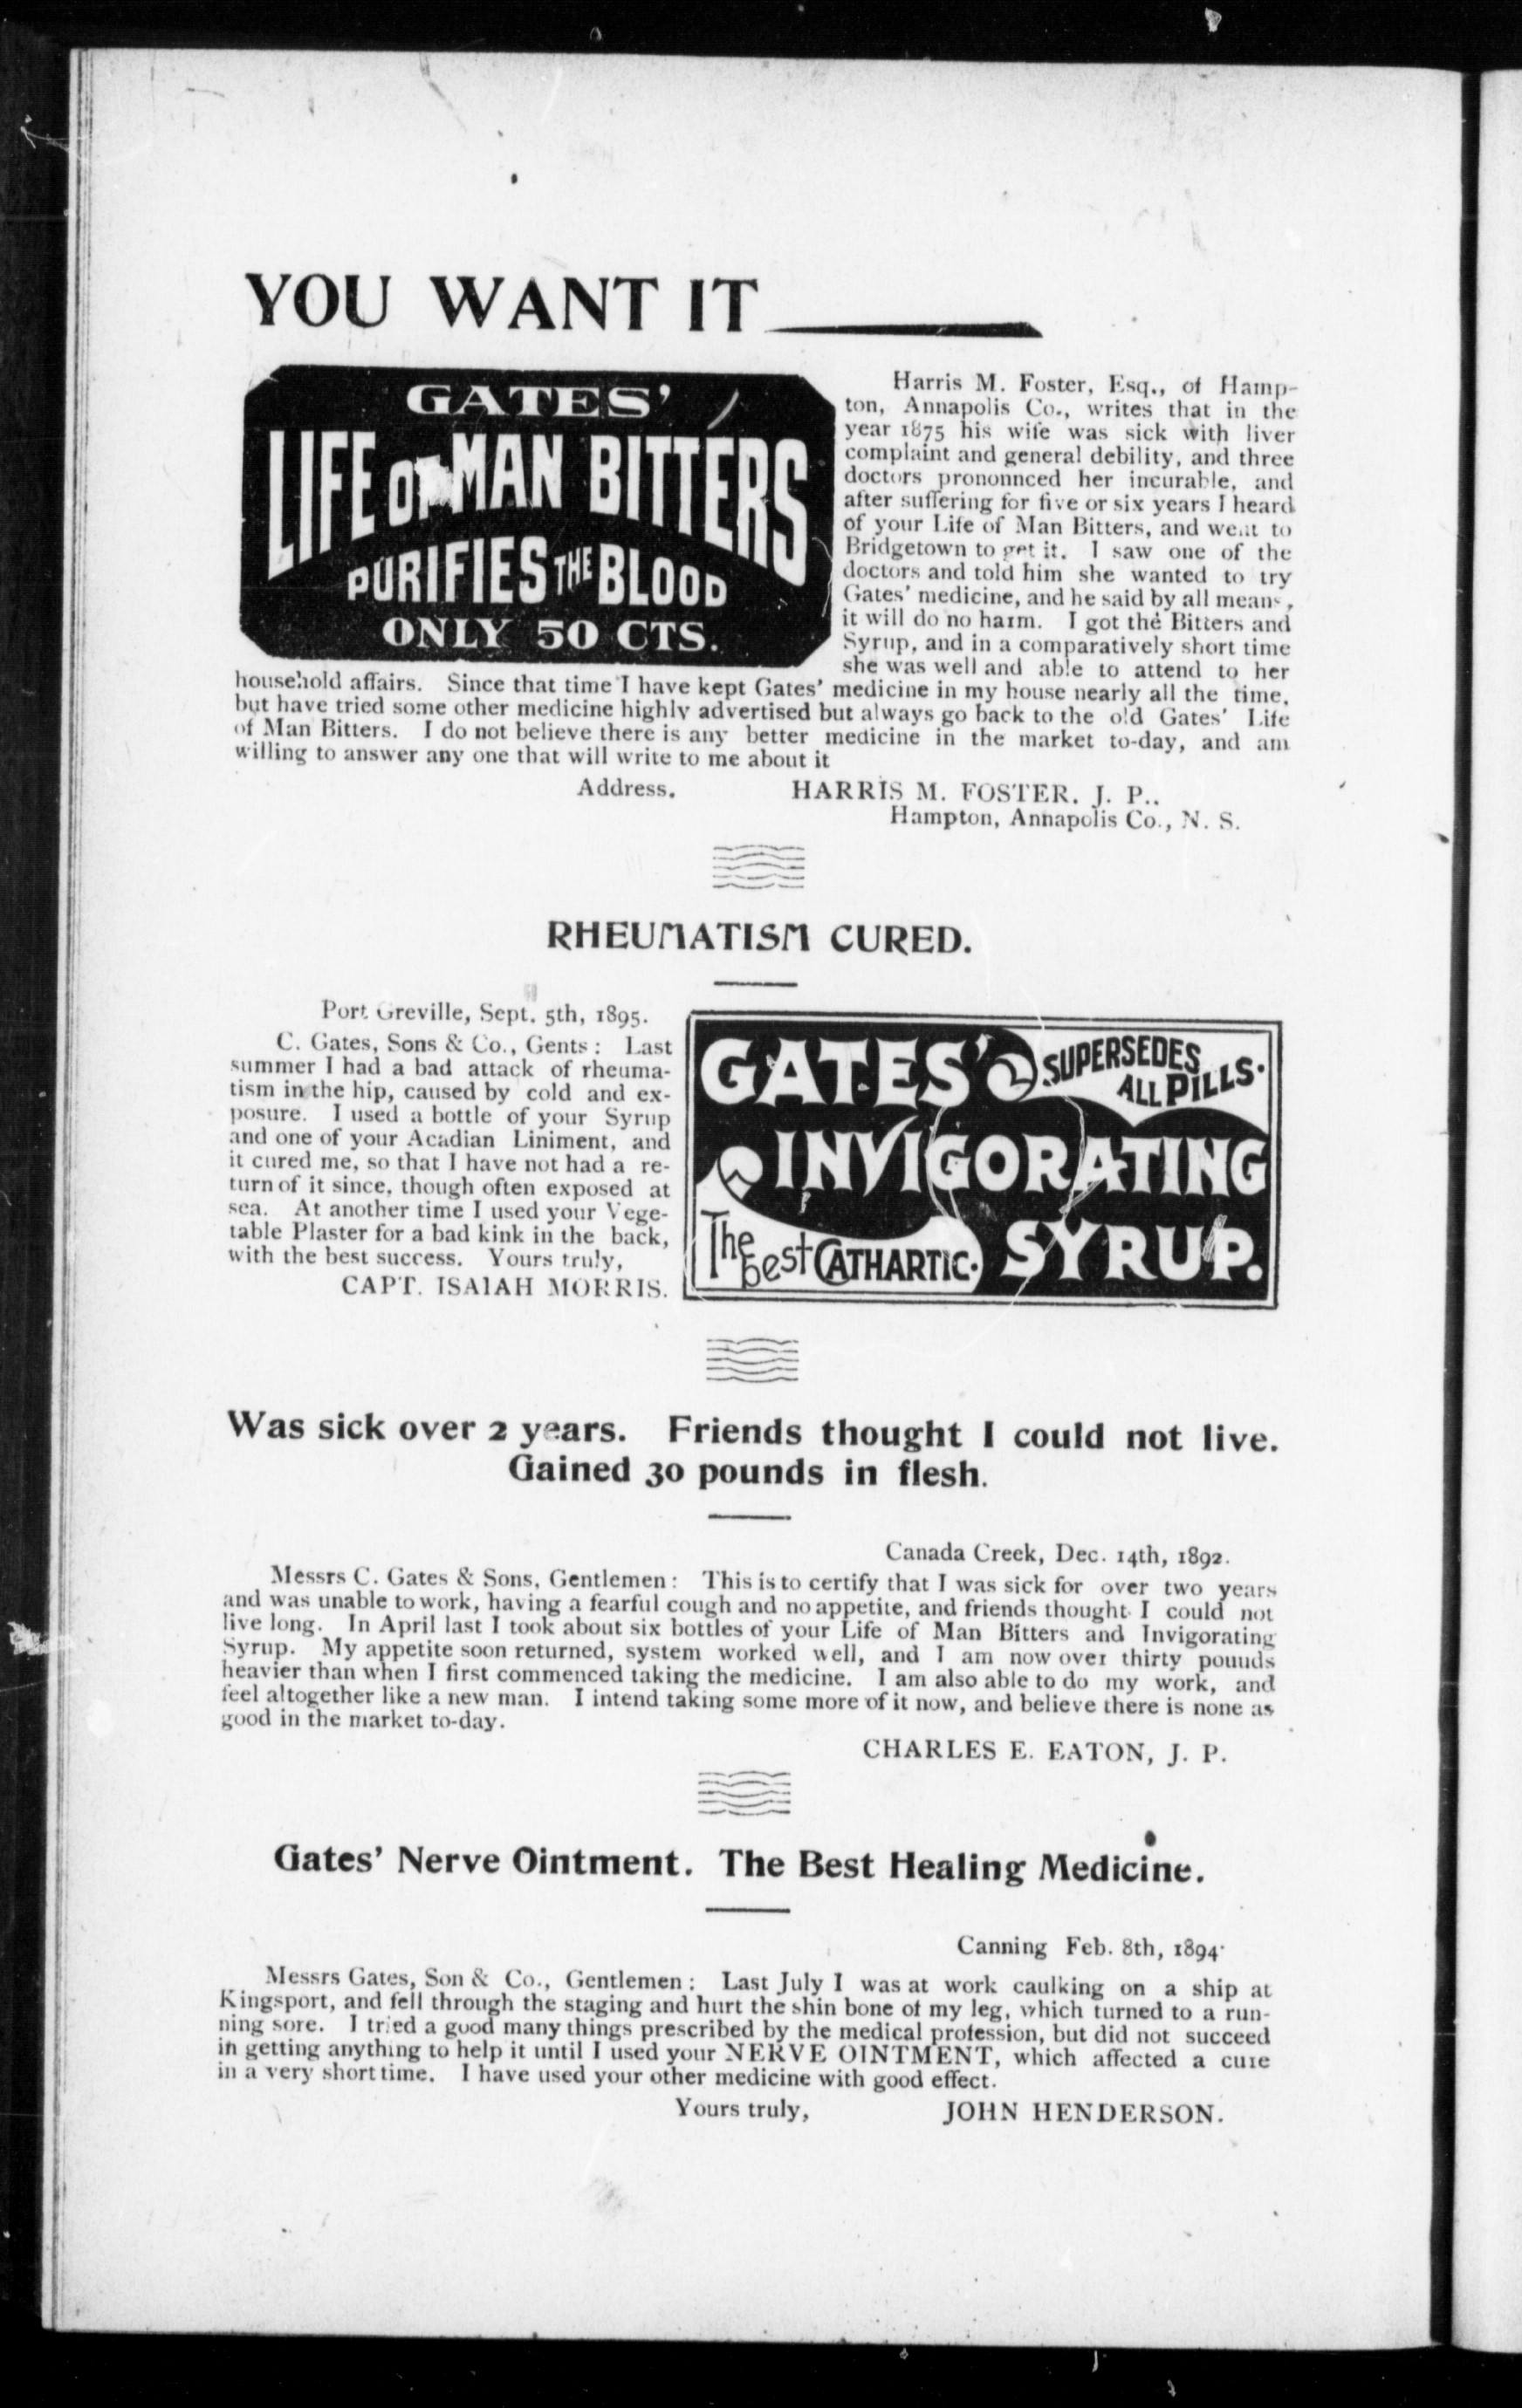 YOU WANT IT
GATES'
LIFE OF MAN BITTERS
PURIFIES THE BLOOD
ONLY 50 CTS.
Harris M. Foster, Esq., of Hamp-
ton, Annapolis Co., writes that in the
year 1875 his wife was sick with liver
complaint and general debility, and three
doctors pronounced her incurable, and
after suffering for five or six years I heard
of your Life of Man Bitters, and went to
Bridgetown to get it. I saw one of the
doctors and told him she wanted to try
Gates' medicine, and he said by all means,
it will do no harm. I got the Bitters and
Syrup, and in a comparatively short time
she was well and able to attend to her
household affairs. Since that time I have kept Gates' medicine in my house nearly all the time,
but have tried some other medicine highly advertised but always go back to the old Gates' Life
of Man Bitters. I do not believe there is any better medicine in the market to-day, and am
willing to answer any one that will write to me about it
Address. HARRIS M. FOSTER. J. P..
Hampton, Annapolis Co., N. S.
RHEUMATISM CURED.
Port Greville, Sept. 5th, 1895.
C. Gates, Sons & Co., Gents: Last
summer I had a bad attack of rheuma-
tism in the hip, caused by cold and ex-
posure. I used a bottle of your Syrup
and one of your Acadian Liniment, and
it cured me, so that I have not had a re-
turn of it since, though often exposed at
sea. At another time I used your Vege-
table Plaster for a bad kink in the back,
with the best success. Yours truly,
CAPT. ISAIAH MORRIS.
GATES'
SUPERSEDES
ALL PILLS.
INVIGORATING
SYRUP.
The best CATHARTIC.
Was sick over 2 years. Friends thought I could not live.
Gained 30 pounds in flesh.
Canada Creek, Dec. 14th, 1892.
Messrs C. Gates & Sons, Gentlemen: This is to certify that I was sick for over two years
and was unable to work, having a fearful cough and no appetite, and friends thought I could not
live long. In April last I took about six bottles of your Life of Man Bitters and Invigorating
Syrup. My appetite soon returned, system worked well, and I am now over thirty pounds
heavier than when I first commenced taking the medicine. I am also able to do my work, and
feel altogether like a new man. I intend taking some more of it now, and believe there is none as
good in the market to-day.
CHARLES E. EATON, J. P.
Gates' Nerve Ointment. The Best Healing Medicine.
Canning Feb. 8th, 1894.
Messrs Gates, Son & Co., Gentlemen: Last July I was at work caulking on a ship at
Kingsport, and fell through the staging and hurt the shin bone of my leg, which turned to a run-
ning sore. I tried a good many things prescribed by the medical profession, but did not succeed
in getting anything to help it until I used your NERVE OINTMENT, which affected a cure
in a very short time. I have used your other medicine with good effect.
Yours truly, JOHN HENDERSON.